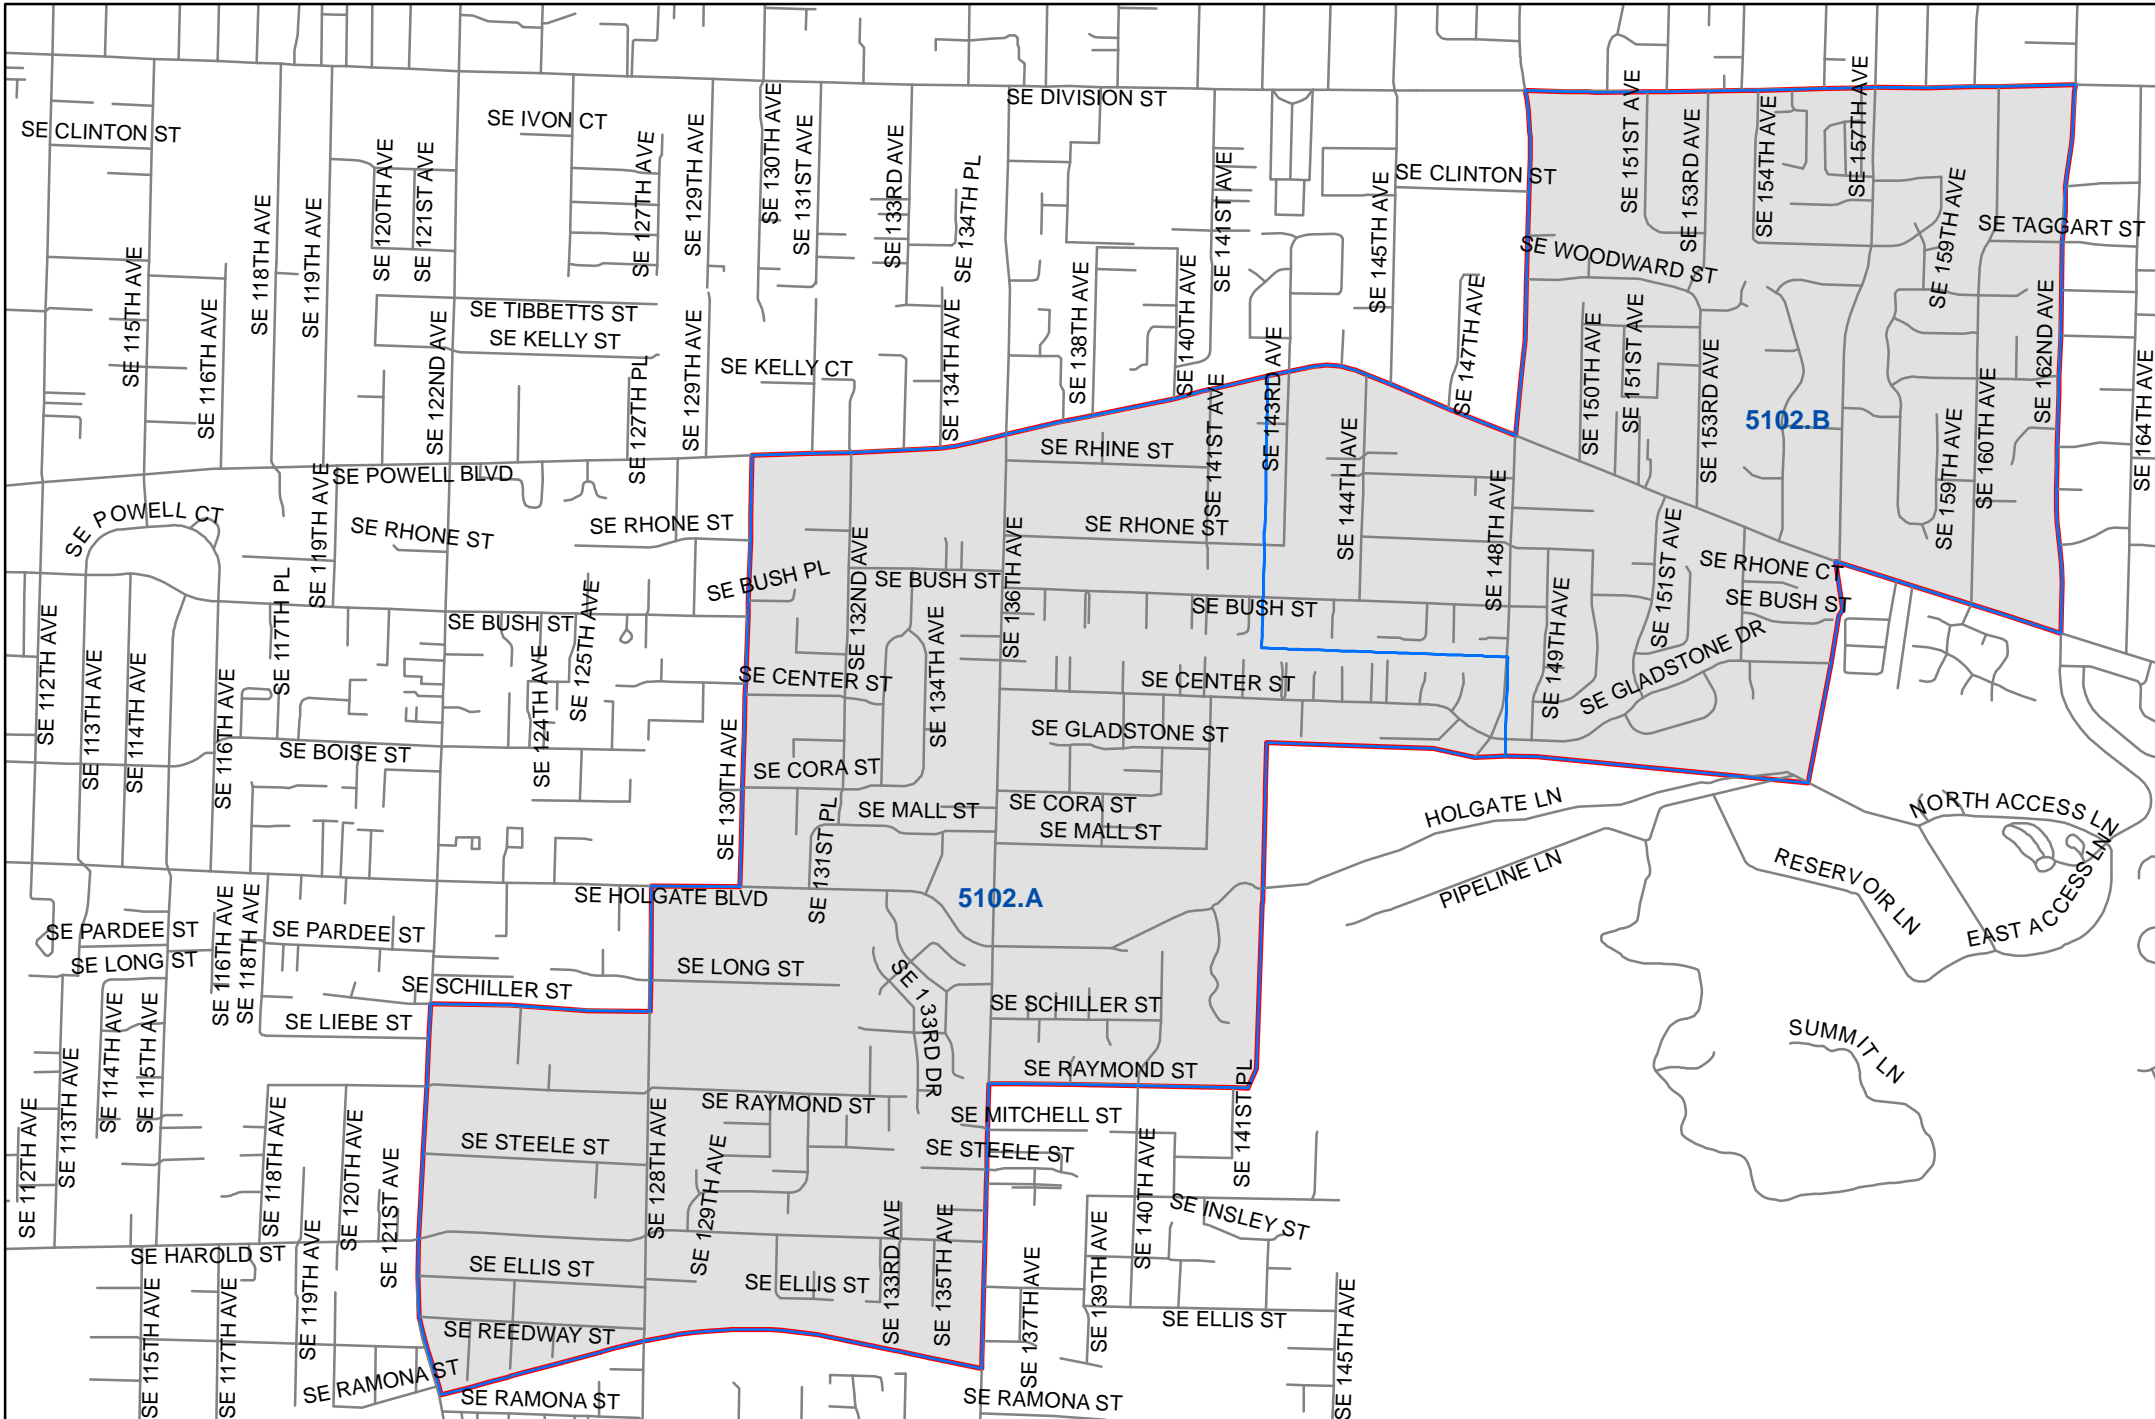 SE DIVISION ST
SE CLINTON ST
SE IVON CT
SE 127TH AVE
SE 129TH AVE
SE 130TH AVE
SE 131ST AVE
SE 133RD AVE
SE 134TH PL
SE 141ST AVE
SE CLINTON ST
SE 151ST AVE
SE 153RD AVE
SE 154TH AVE
SE 157TH AVE
SE 159TH AVE
SE TAGGART ST
SE 120TH AVE
SE 121ST AVE
SE 118TH AVE
SE 119TH AVE
SE 115TH AVE
SE 116TH AVE
SE 122ND AVE
SE TIBBETTS ST
SE KELLY ST
SE KELLY CT
SE 127TH PL
SE 129TH AVE
SE 134TH AVE
SE 138TH AVE
SE 140TH AVE
SE 143RD AVE
SE 145TH AVE
SE 147TH AVE
SE WOODWARD ST
SE 150TH AVE
SE 151ST AVE
SE 153RD AVE
5102.B
SE 162ND AVE
SE 164TH AVE
SE 159TH AVE
SE 160TH AVE
SE RHINE ST
SE 141ST AVE
SE 144TH AVE
SE 148TH AVE
SE POWELL BLVD
SE POWELL CT
SE 119TH AVE
SE RHONE ST
SE RHONE ST
SE RHONE ST
SE RHONE CT
SE BUSH PL
SE 132ND AVE
SE BUSH ST
SE 136TH AVE
SE BUSH ST
SE 149TH AVE
SE 151ST AVE
SE BUSH ST
SE GLADSTONE DR
SE 112TH AVE
SE 113TH AVE
SE 114TH AVE
SE 116TH AVE
SE 117TH PL
SE BUSH ST
SE 124TH AVE
SE 125TH AVE
SE CENTER ST
SE 134TH AVE
SE CENTER ST
SE GLADSTONE ST
SE BOISE ST
SE 130TH AVE
SE CORA ST
SE 131ST PL
SE MALL ST
SE CORA ST
SE MALL ST
HOLGATE LN
PIPELINE LN
NORTH ACCESS LN
RESERVOIR LN
EAST ACCESS LN
SUMMIT LN
SE HOLGATE BLVD
5102.A
SE PARDEE ST
SE LONG ST
SE 116TH AVE
SE 118TH AVE
SE PARDEE ST
SE SCHILLER ST
SE LIEBE ST
SE LONG ST
SE 133RD DR
SE SCHILLER ST
SE RAYMOND ST
SE 141ST PL
SE 112TH AVE
SE 113TH AVE
SE 114TH AVE
SE 115TH AVE
SE 118TH AVE
SE 120TH AVE
SE 121ST AVE
SE STEELE ST
SE 128TH AVE
SE RAYMOND ST
SE 129TH AVE
SE MITCHELL ST
SE STEELE ST
SE 140TH AVE
SE INSLEY ST
SE HAROLD ST
SE 119TH AVE
SE ELLIS ST
SE ELLIS ST
SE 133RD AVE
SE 135TH AVE
SE 137TH AVE
SE 139TH AVE
SE ELLIS ST
SE 145TH AVE
SE 115TH AVE
SE 117TH AVE
SE REEDWAY ST
SE RAMONA ST
SE RAMONA ST
SE RAMONA ST